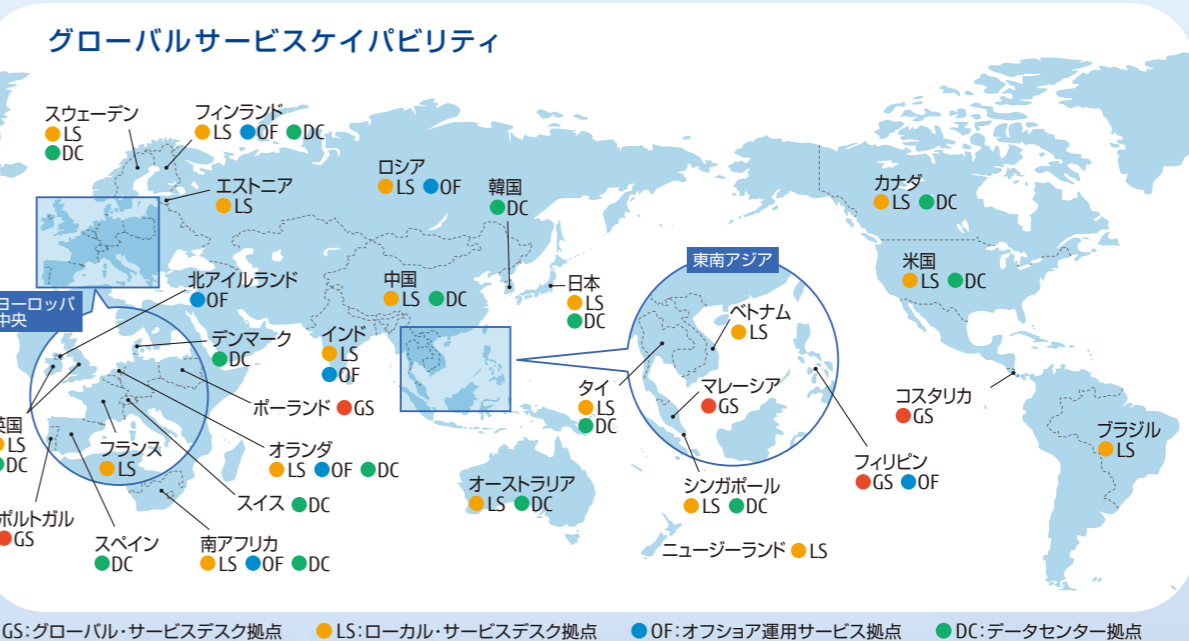 グローバルサービスケイパビリティ
スウェーデン
LS
DC
フィンランド
LS OF DC
エストニア
LS
ロシア
LS OF
韓国
DC
カナダ
LS DC
米国
LS DC
東南アジア
中国
LS DC
日本
LS
DC
北アイルランド
OF
ヨーロッパ
中央
デンマーク
DC
インド
LS
OF
ベトナム
LS
タイ
LS
DC
マレーシア
GS
コスタリカ
GS
ポーランド GS
英国
LS
DC
フランス
LS
オランダ
LS OF DC
ブラジル
LS
フィリピン
GS OF
オーストラリア
LS DC
シンガポール
LS DC
スイス DC
ポルトガル
GS
スペイン
DC
南アフリカ
LS OF DC
ニュージーランド LS
GS:グローバル・サービスデスク拠点 LS:ローカル・サービスデスク拠点 OF:オフショア運用サービス拠点 DC:データセンター拠点